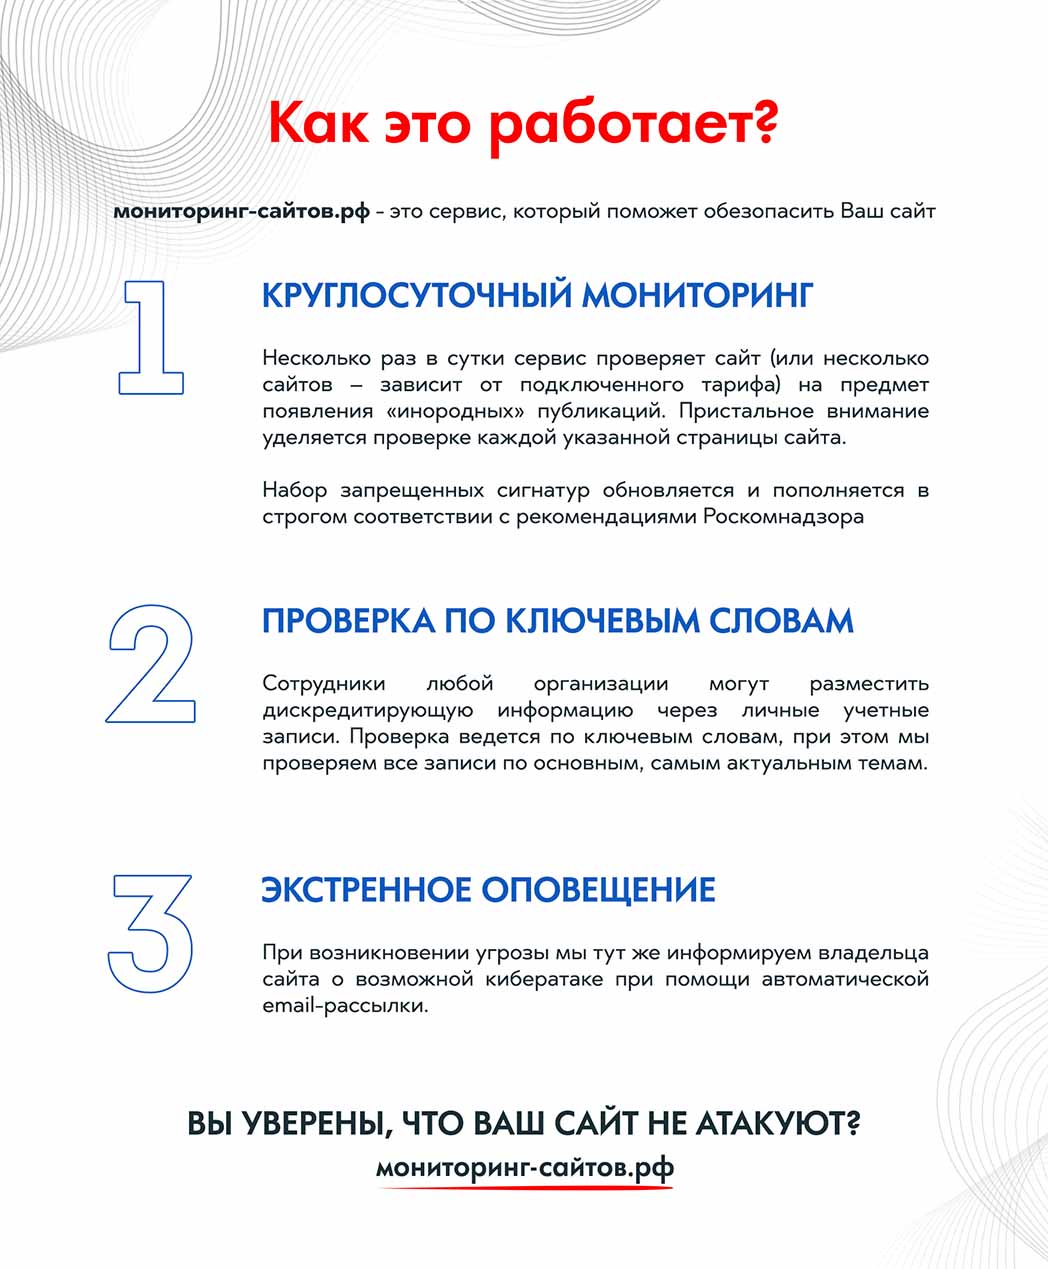 Как это работает?
мониторинг-сайтов.рф - это сервис, который поможет обезопасить Ваш сайт
1
КРУГЛОСУТОЧНЫЙ МОНИТОРИНГ
Несколько раз в сутки сервис проверяет сайт (или несколько
сайтов – зависит от подключенного тарифа) на предмет
появления «инородных» публикаций. Пристальное внимание
уделяется проверке каждой указанной страницы сайта.
Набор запрещенных сигнатур обновляется и пополняется в
строгом соответствии с рекомендациями Роскомнадзора
2
ПРОВЕРКА ПО КЛЮЧЕВЫМ СЛОВАМ
Сотрудники любой организации могут разместить
дискредитирующую информацию через личные учетные
записи. Проверка ведется по ключевым словам, при этом мы
проверяем все записи по основным, самым актуальным темам.
3
ЭКСТРЕННОЕ ОПОВЕЩЕНИЕ
При возникновении угрозы мы тут же информируем владельца
сайта о возможной кибератаке при помощи автоматической
email-рассылки.
ВЫ УВЕРЕНЫ, ЧТО ВАШ САЙТ НЕ АТАКУЮТ?
мониторинг-сайтов.рф